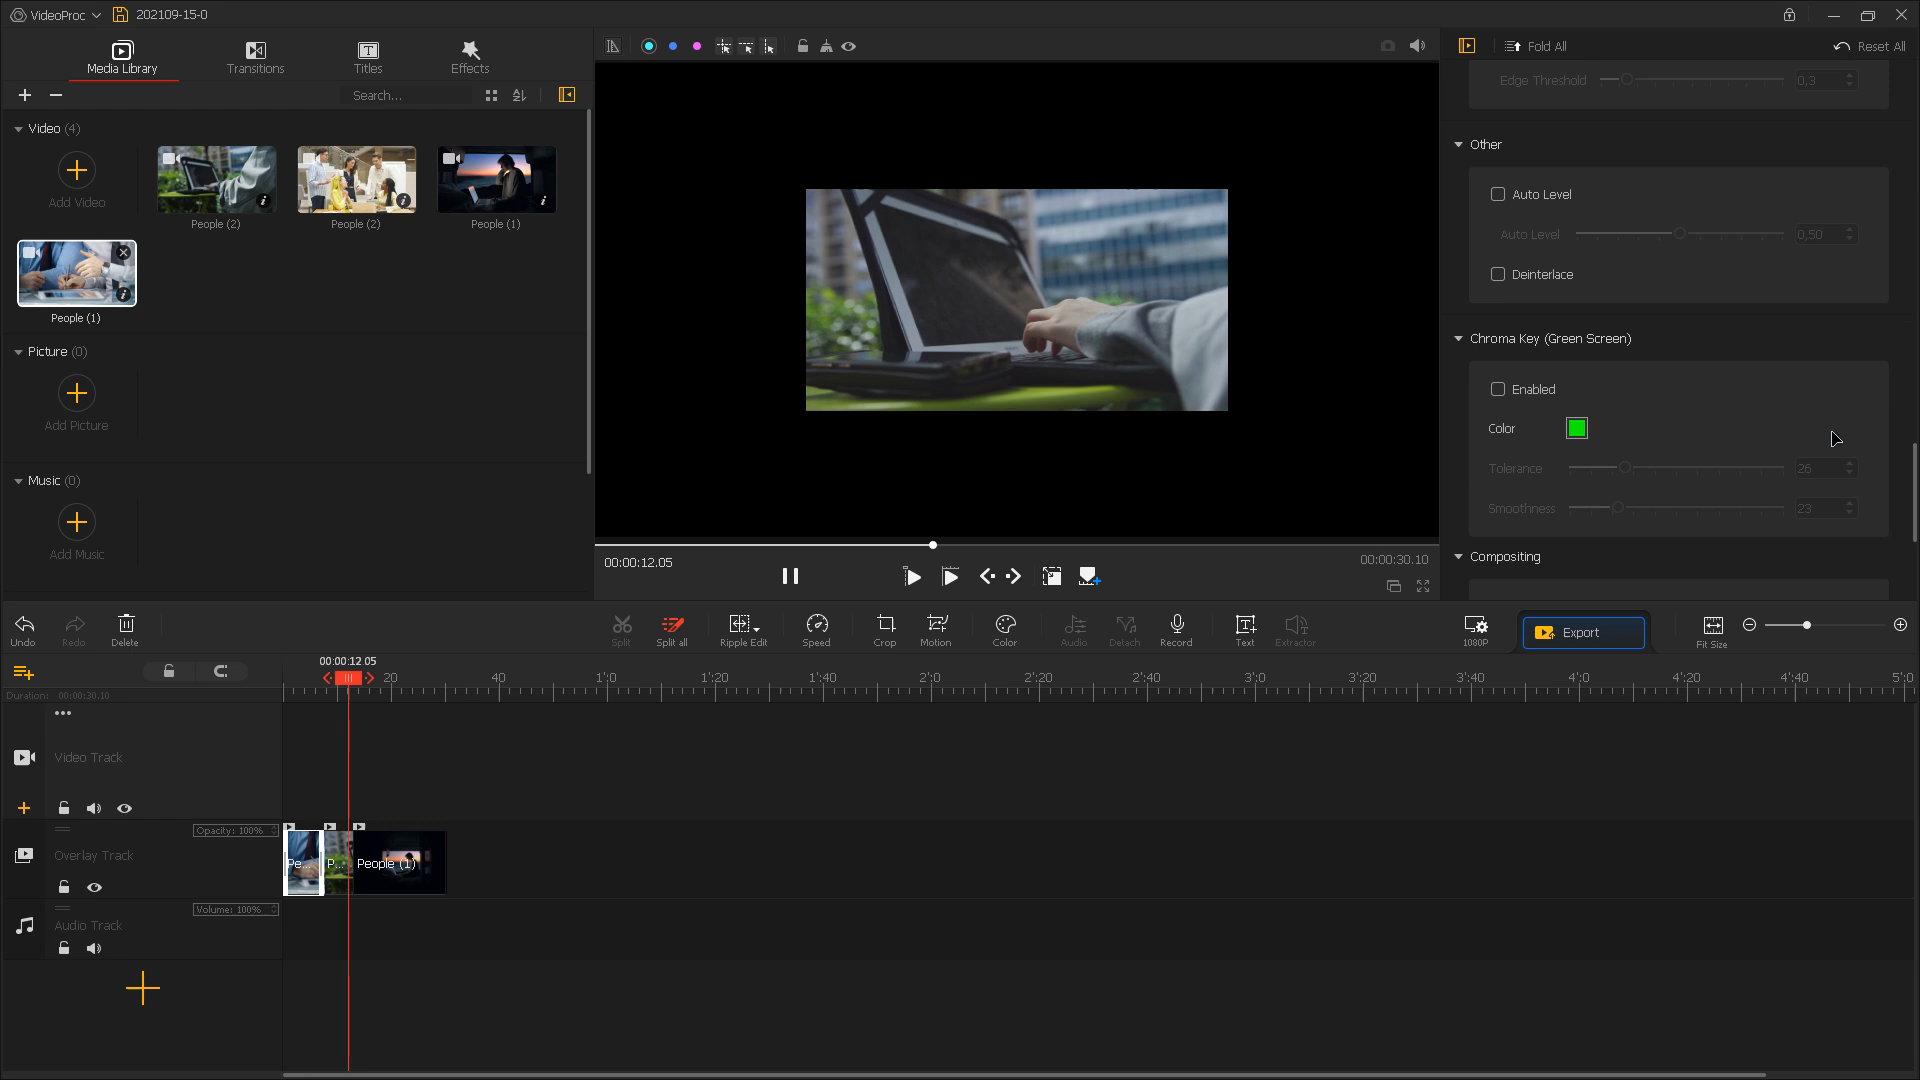 VideoProc
202109-15-0
Media Library
Transitions
Titles
Effects
Search...
Fold All
Reset All
Edge Threshold
0,3
Video (4)
Add Video
People (2)
People (2)
People (1)
People (1)
Picture (0)
Add Picture
Music (0)
Add Music
Other
Auto Level
Auto Level
0,50
Deinterlace
Chroma Key (Green Screen)
Enabled
Color
Tolerance
26
Smoothness
23
Compositing
00:00:12.05
00:00:30.10
Undo
Redo
Delete
Split
Split all
Ripple Edit
Speed
Crop
Motion
Color
Audio
Detach
Record
Text
Extractor
1080P
Export
Fit Size
00:00:12 05
20
40
1'0
1:20
1:40
2'0
2:20
2:40
3'0
3:20
3:40
4'0
4'20
4'40
5'0
Duration: 00:00:30.10
Video Track
Opacity: 100%
Overlay Track
Pe...
P...
People (1)
Volume: 100%
Audio Track